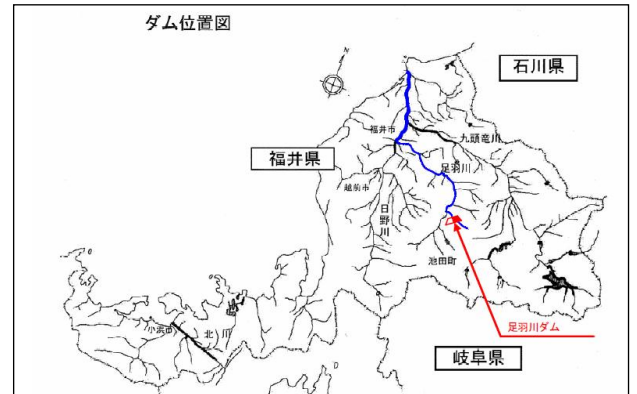 ダム位置図
N
石川県
福井市
九頭竜川
福井県
足羽川
越前市
日野川
池田町
足羽川ダム
小浜市
北川
岐阜県